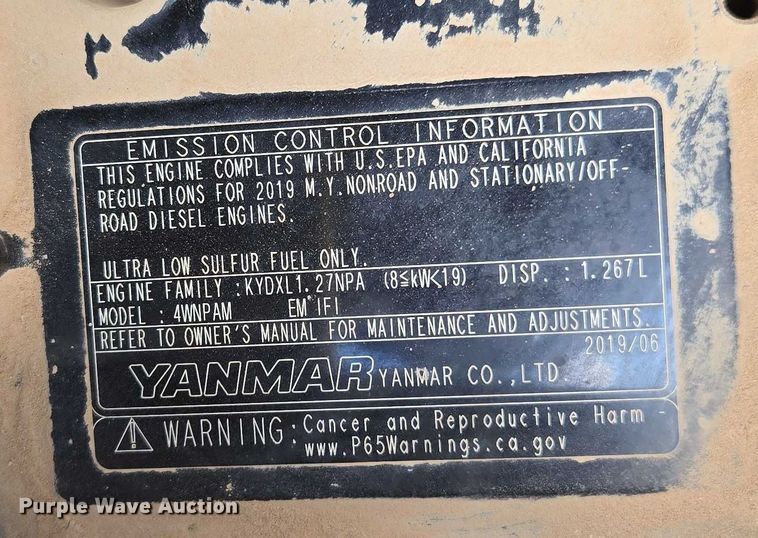 EMISSION CONTROL INFORMATION
THIS ENGINE COMPLIES WITH U.S.EPA AND CALIFORNIA
REGULATIONS FOR 2019 M.Y.NONROAD AND STATIONARY/OFF-
ROAD DIESEL ENGINES.
ULTRA LOW SULFUR FUEL ONLY.
ENGINE FAMILY :KYDXL1.27NPA (8≦kW<19) DISP. : 1.267L
MODEL : 4WNPAM EM IFI
REFER TO OWNER'S MANUAL FOR MAINTENANCE AND ADJUSTMENTS.
2019/06
YANMAR YANMAR CO.,LTD.
WARNING: Cancer and Reproductive Harm -
www.P65Warnings.ca.gov
Purple Wave Auction